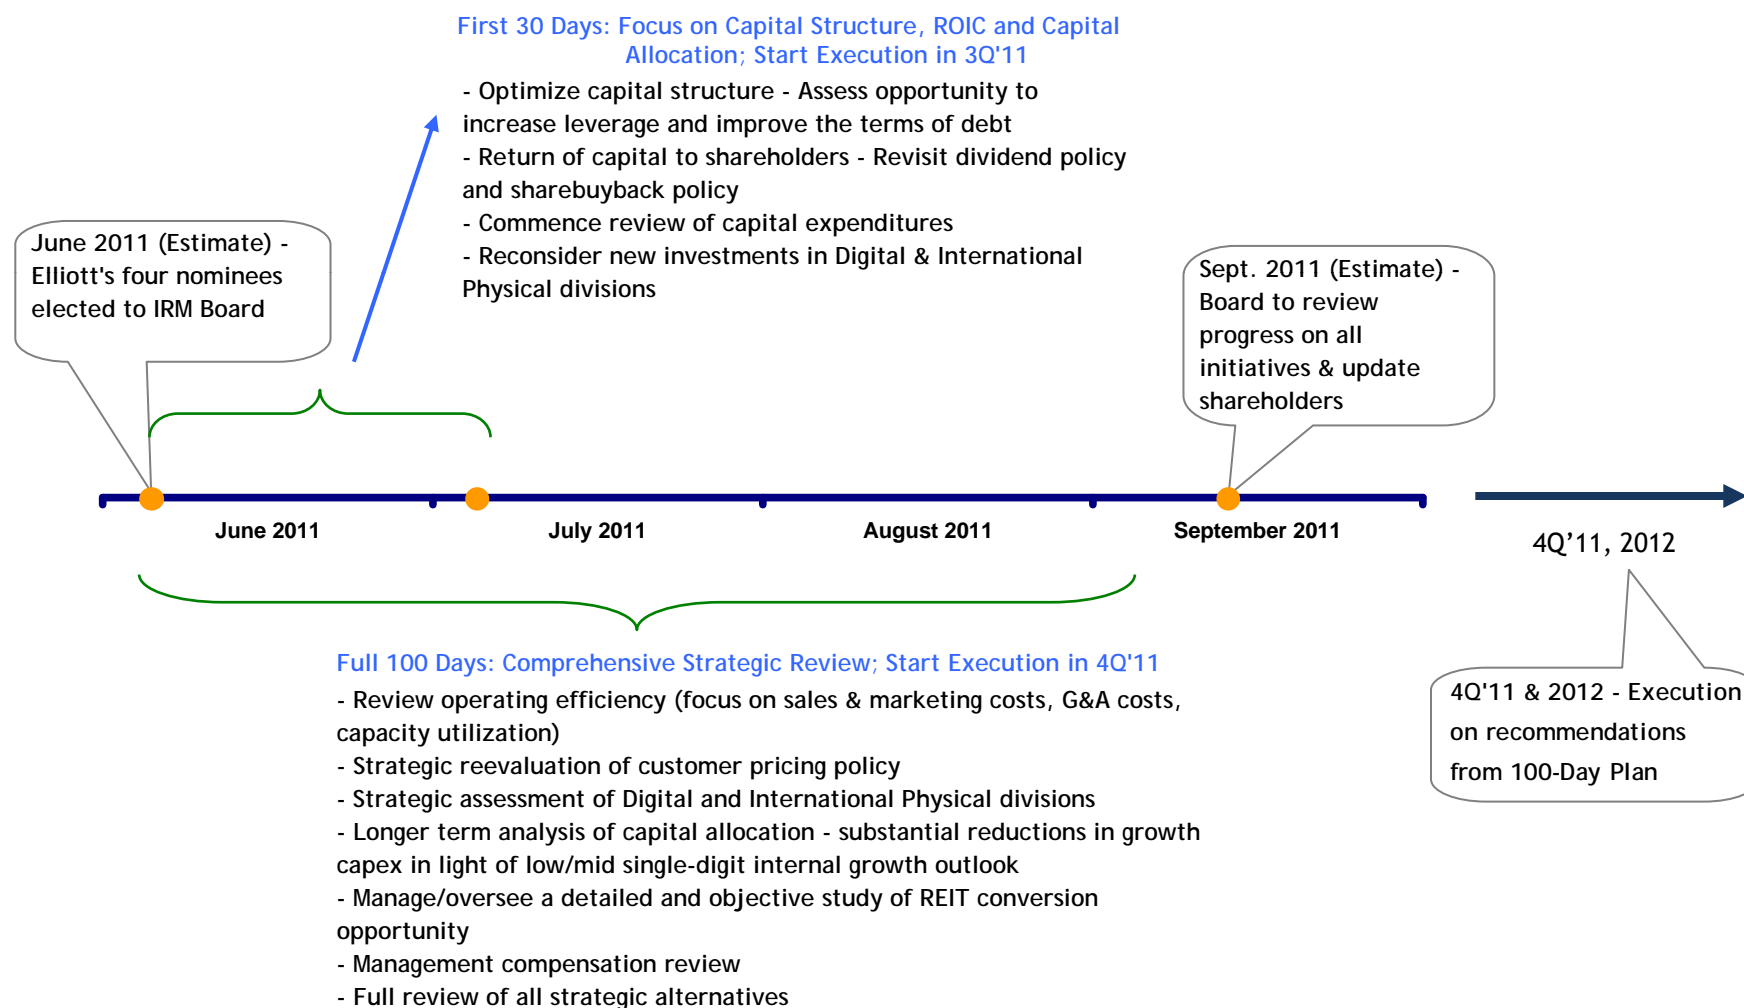 First 30 Days: Focus on Capital Structure, ROIC and Capital
Allocation; Start Execution in 3Q'11
- Optimize capital structure - Assess opportunity to
increase leverage and improve the terms of debt
- Return of capital to shareholders - Revisit dividend policy
and sharebuyback policy
- Commence review of capital expenditures
- Reconsider new investments in Digital & International
Physical divisions
June 2011 (Estimate) -
Elliott's four nominees
elected to IRM Board
Sept. 2011 (Estimate) -
Board to review
progress on all
initiatives & update
shareholders
June 2011
July 2011
August 2011
September 2011
4Q’11, 2012
Full 100 Days: Comprehensive Strategic Review; Start Execution in 4Q'11
- Review operating efficiency (focus on sales & marketing costs, G&A costs,
capacity utilization)
- Strategic reevaluation of customer pricing policy
- Strategic assessment of Digital and International Physical divisions
- Longer term analysis of capital allocation - substantial reductions in growth
capex in light of low/mid single-digit internal growth outlook
- Manage/oversee a detailed and objective study of REIT conversion
opportunity
- Management compensation review
- Full review of all strategic alternatives
4Q'11 & 2012 - Execution
on recommendations
from 100-Day Plan